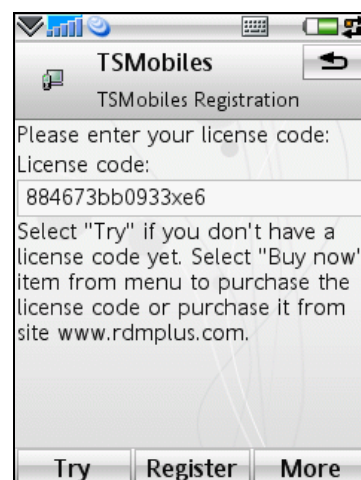 TSMobiles
TSMobiles Registration
Please enter your license code:
License code:
884673bb0933xe6
Select "Try" if you don't have a
license code yet. Select "Buy now"
item from menu to purchase the
license code or purchase it from
site www.rdmplus.com.
Try Register More